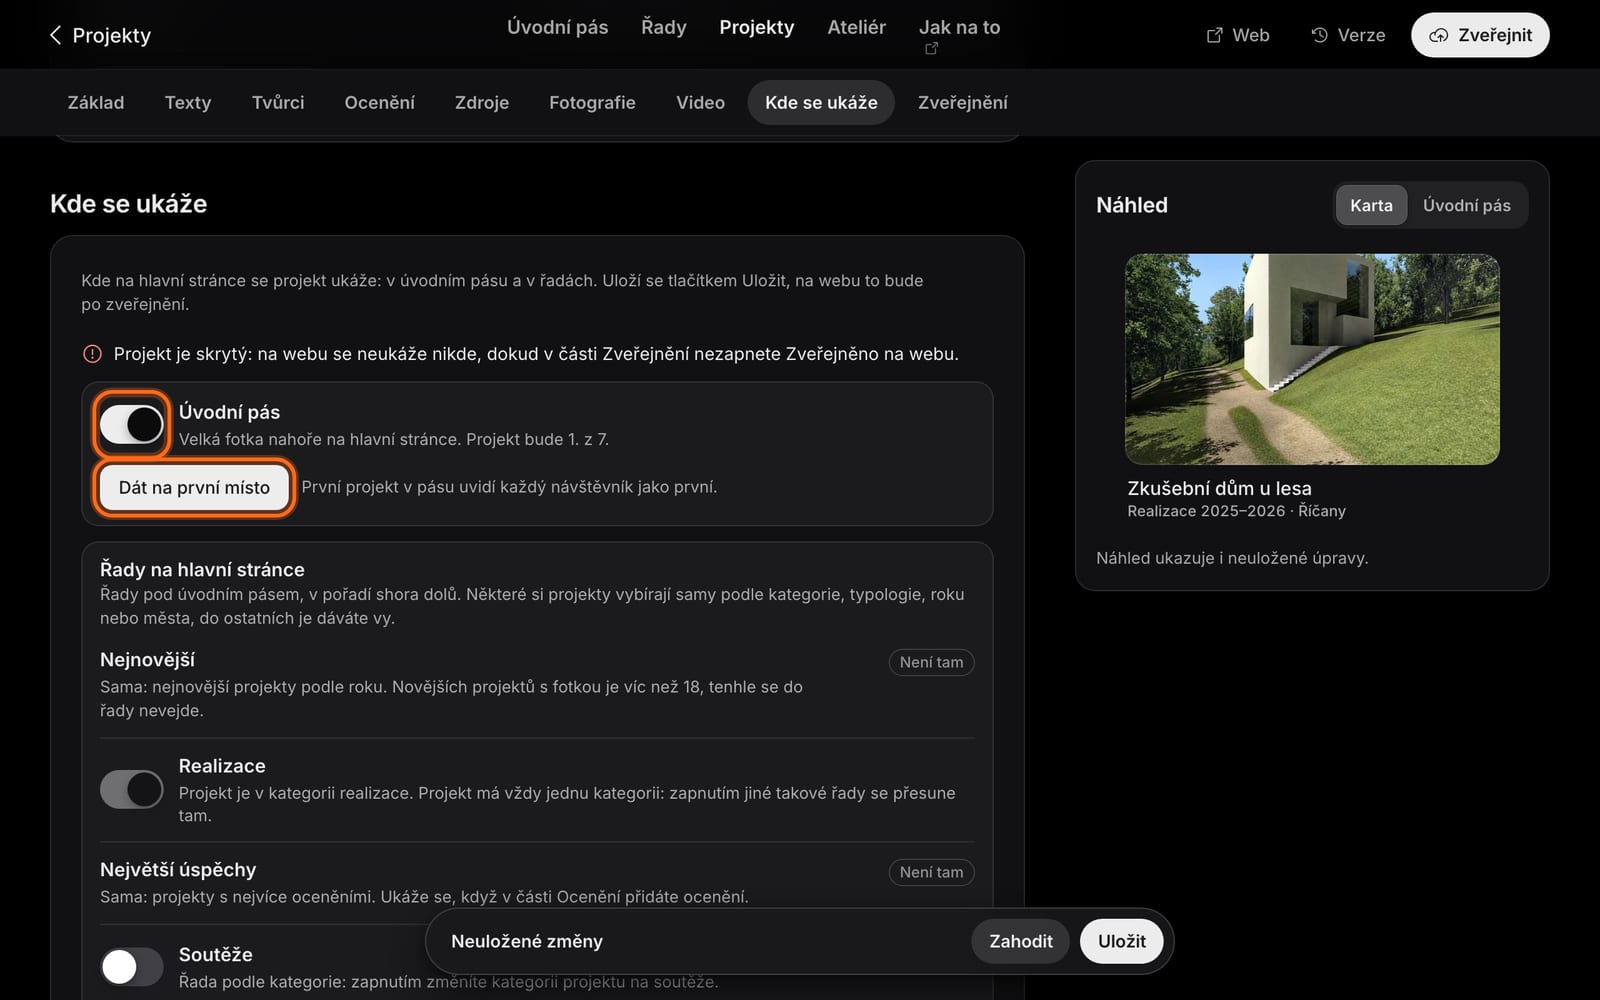 Projekty
Úvodní pás
Řady
Projekty
Ateliér
Jak na to
Web
Verze
Zveřejnit
Základ
Texty
Tvůrci
Ocenění
Zdroje
Fotografie
Video
Kde se ukáže
Zveřejnění
Kde se ukáže
Kde na hlavní stránce se projekt ukáže: v úvodním pásu a v řadách. Uloží se tlačítkem Uložit, na webu to bude
po zveřejnění.
Projekt je skrytý: na webu se neukáže nikde, dokud v části Zveřejnění nezapnete Zveřejněno na webu.
Úvodní pás
Velká fotka nahoře na hlavní stránce. Projekt bude 1. z 7.
Dát na první místo
První projekt v pásu uvidí každý návštěvník jako první.
Řady na hlavní stránce
Řady pod úvodním pásem, v pořadí shora dolů. Některé si projekty vybírají samy podle kategorie, typologie, roku
nebo města, do ostatních je dáváte vy.
Nejnovější
Není tam
Sama: nejnovější projekty podle roku. Novějších projektů s fotkou je víc než 18, tenhle se do
řady nevejde.
Realizace
Projekt je v kategorii realizace. Projekt má vždy jednu kategorii: zapnutím jiné takové řady se přesune
tam.
Největší úspěchy
Není tam
Sama: projekty s nejvíce oceněními. Ukáže se, když v části Ocenění přidáte ocenění.
Soutěže
Řada podle kategorie: zapnutím změníte kategorii projektu na soutěže.
Neuložené změny
Zahodit
Uložit
Náhled
Karta
Úvodní pás
Zkušební dům u lesa
Realizace 2025–2026 · Říčany
Náhled ukazuje i neuložené úpravy.